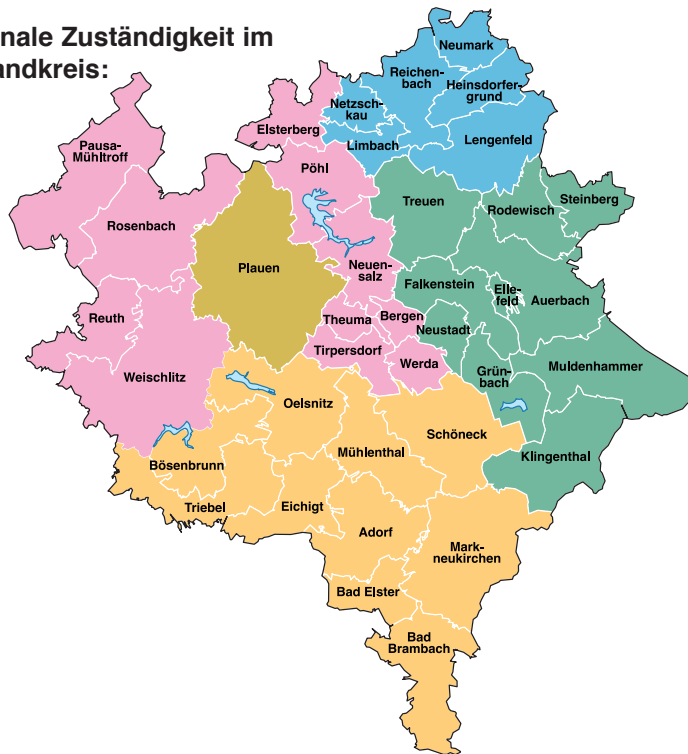 nale Zuständigkeit im
andkreis:
Neumark
Reichen-
bach
Heinsdorfer-
grund
Netzsch-
kau
Elsterberg
Limbach
Lengenfeld
Pausa-
Mühltroff
Pöhl
Treuen
Rodewisch
Steinberg
Rosenbach
Plauen
Neuen-
salz
Falkenstein
Elle-
feld
Auerbach
Reuth
Theuma
Bergen
Neustadt
Tirpersdorf
Werda
Grün-
bach
Muldenhammer
Weischlitz
Oelsnitz
Schöneck
Klingenthal
Mühlenthal
Bösenbrunn
Triebel
Eichigt
Adorf
Mark-
neukirchen
Bad Elster
Bad
Brambach